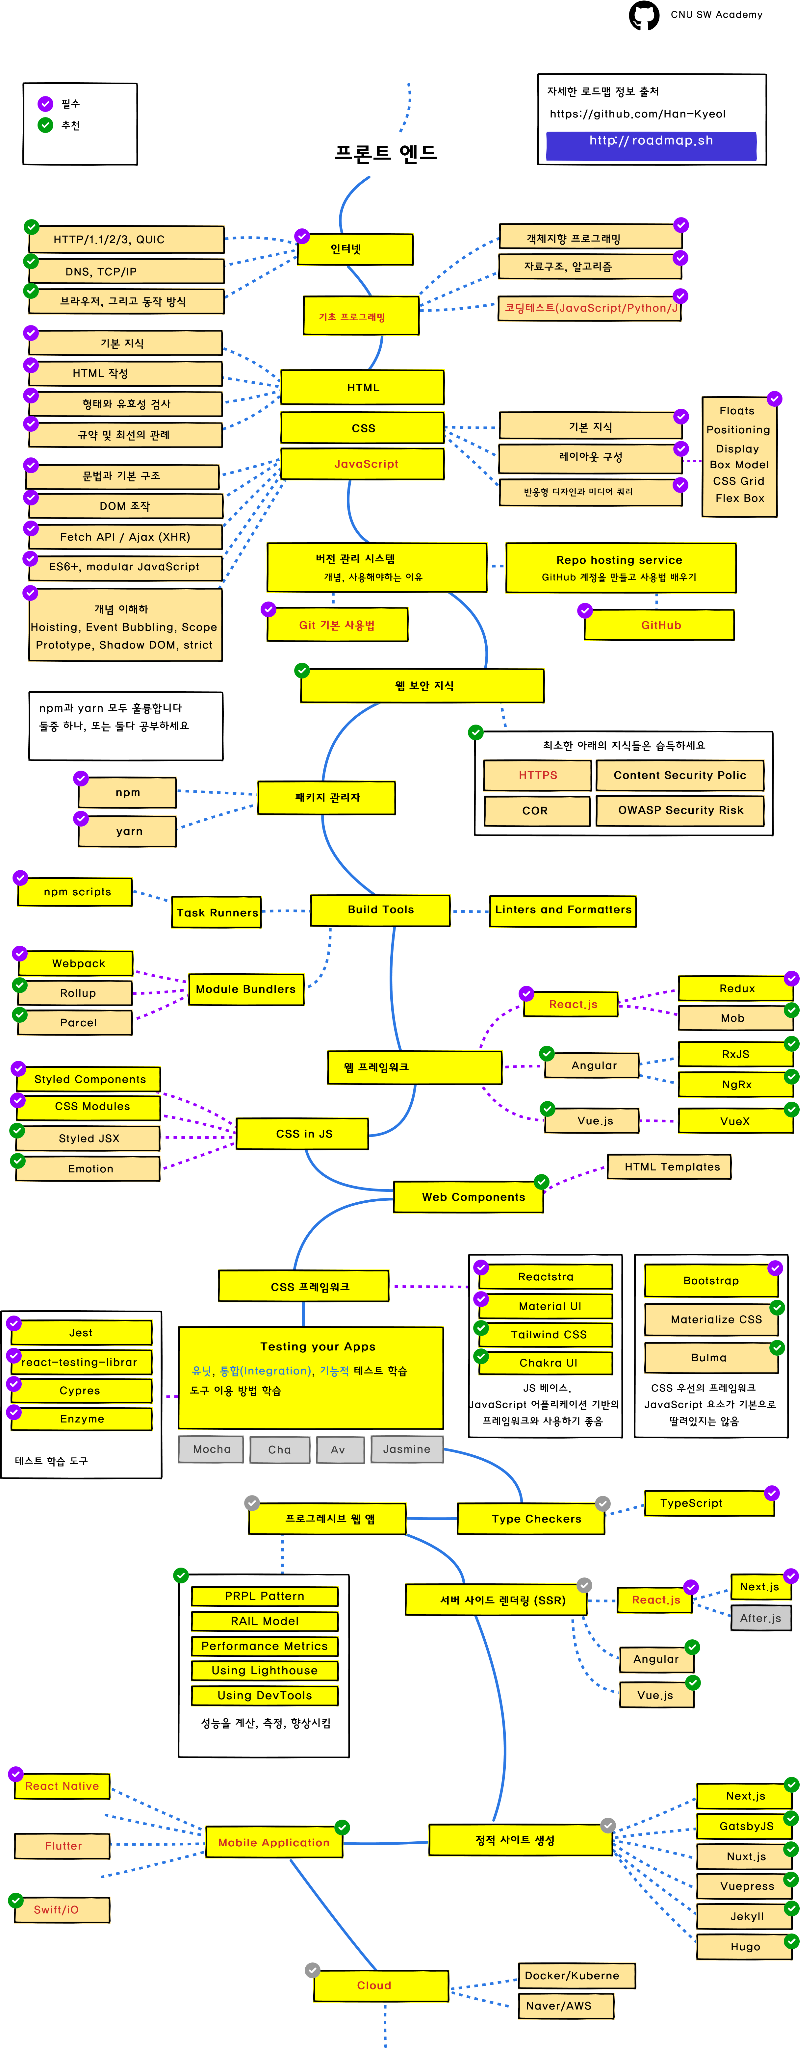 CNU SW Academy
필수
추천
자세한 로드맵 정보 출처
https://github.com/Han-Kyeol
http://roadmap.sh
프론트 엔드
인터넷
HTTP/1.1/2/3, QUIC
DNS, TCP/IP
브라우저, 그리고 동작 방식
객체지향 프로그래밍
자료구조, 알고리즘
코딩테스트(JavaScript/Python/J
기초 프로그래밍
기본 지식
HTML 작성
형태와 유효성 검사
규약 및 최선의 관례
HTML
CSS
JavaScript
기본 지식
레이아웃 구성
반응형 디자인과 미디어 쿼리
Floats
Positioning
Display
Box Model
CSS Grid
Flex Box
문법과 기본 구조
DOM 조작
Fetch API / Ajax (XHR)
ES6+, modular JavaScript
개념 이해하
Hoisting, Event Bubbling, Scope
Prototype, Shadow DOM, strict
버전 관리 시스템
개념, 사용해야하는 이유
Repo hosting service
GitHub 계정을 만들고 사용법 배우기
Git 기본 사용법
GitHub
웹 보안 지식
npm과 yarn 모두 훌륭합니다
둘중 하나, 또는 둘다 공부하세요
최소한 아래의 지식들은 습득하세요
HTTPS
Content Security Polic
COR
OWASP Security Risk
npm
yarn
패키지 관리자
npm scripts
Task Runners
Build Tools
Linters and Formatters
Webpack
Rollup
Parcel
Module Bundlers
React.js
Redux
Mob
웹 프레임워크
Angular
RxJS
NgRx
Vue.js
VueX
Styled Components
CSS Modules
Styled JSX
Emotion
CSS in JS
HTML Templates
Web Components
CSS 프레임워크
Reactstra
Material UI
Tailwind CSS
Chakra UI
JS 베이스,
JavaScript 어플리케이션 기반의
프레임워크와 사용하기 좋음
Bootstrap
Materialize CSS
Bulma
CSS 우선의 프레임워크
JavaScript 요소가 기본으로
딸려있지는 않음
Jest
react-testing-librar
Cypres
Enzyme
테스트 학습 도구
Testing your Apps
유닛, 통합(Integration), 기능적 테스트 학습
도구 이용 방법 학습
Mocha
Cha
Av
Jasmine
프로그레시브 웹 앱
Type Checkers
TypeScript
PRPL Pattern
RAIL Model
Performance Metrics
Using Lighthouse
Using DevTools
성능을 계산, 측정, 향상시킴
서버 사이드 렌더링 (SSR)
React.js
Next.js
After.js
Angular
Vue.js
React Native
Flutter
Swift/iO
Mobile Application
정적 사이트 생성
Next.js
GatsbyJS
Nuxt.js
Vuepress
Jekyll
Hugo
Cloud
Docker/Kuberne
Naver/AWS